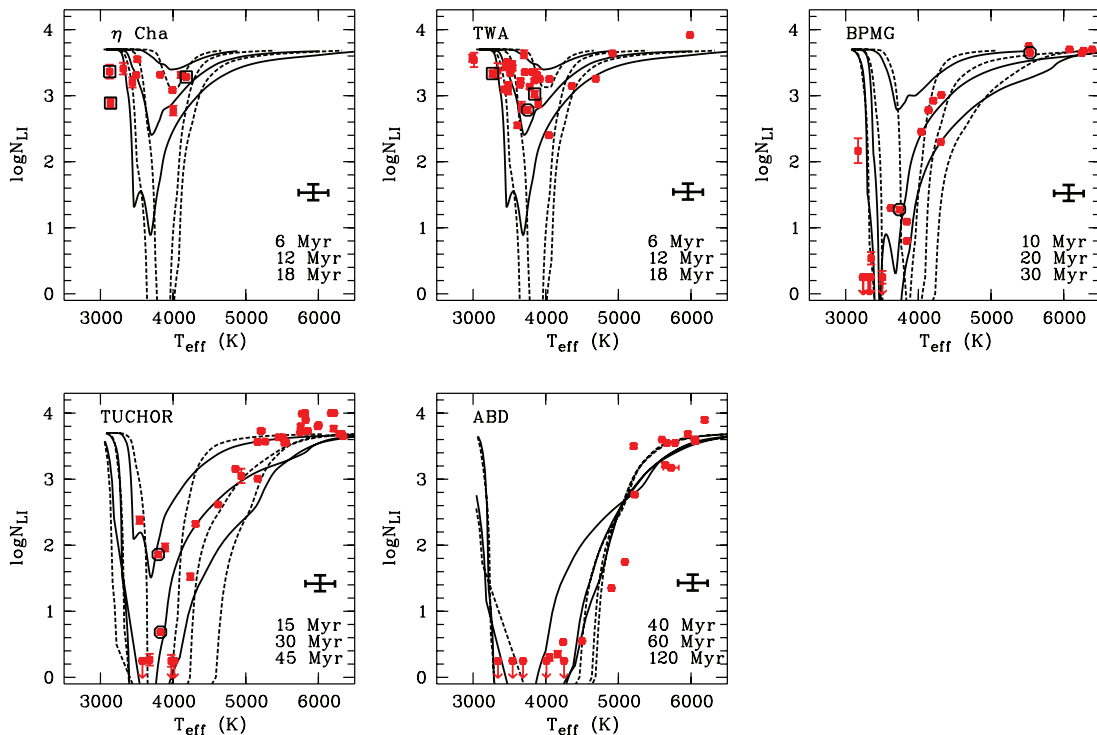 η Cha
TWA
BPMG
logN_LI
4
3
2
1
0
6 Myr
12 Myr
18 Myr
3000 4000 5000 6000
T_eff (K)
logN_LI
4
3
2
1
0
6 Myr
12 Myr
18 Myr
3000 4000 5000 6000
T_eff (K)
logN_LI
4
3
2
1
0
10 Myr
20 Myr
30 Myr
3000 4000 5000 6000
T_eff (K)
TUCHOR
logN_LI
4
3
2
1
0
15 Myr
30 Myr
45 Myr
3000 4000 5000 6000
T_eff (K)
ABD
logN_LI
4
3
2
1
0
40 Myr
60 Myr
120 Myr
3000 4000 5000 6000
T_eff (K)